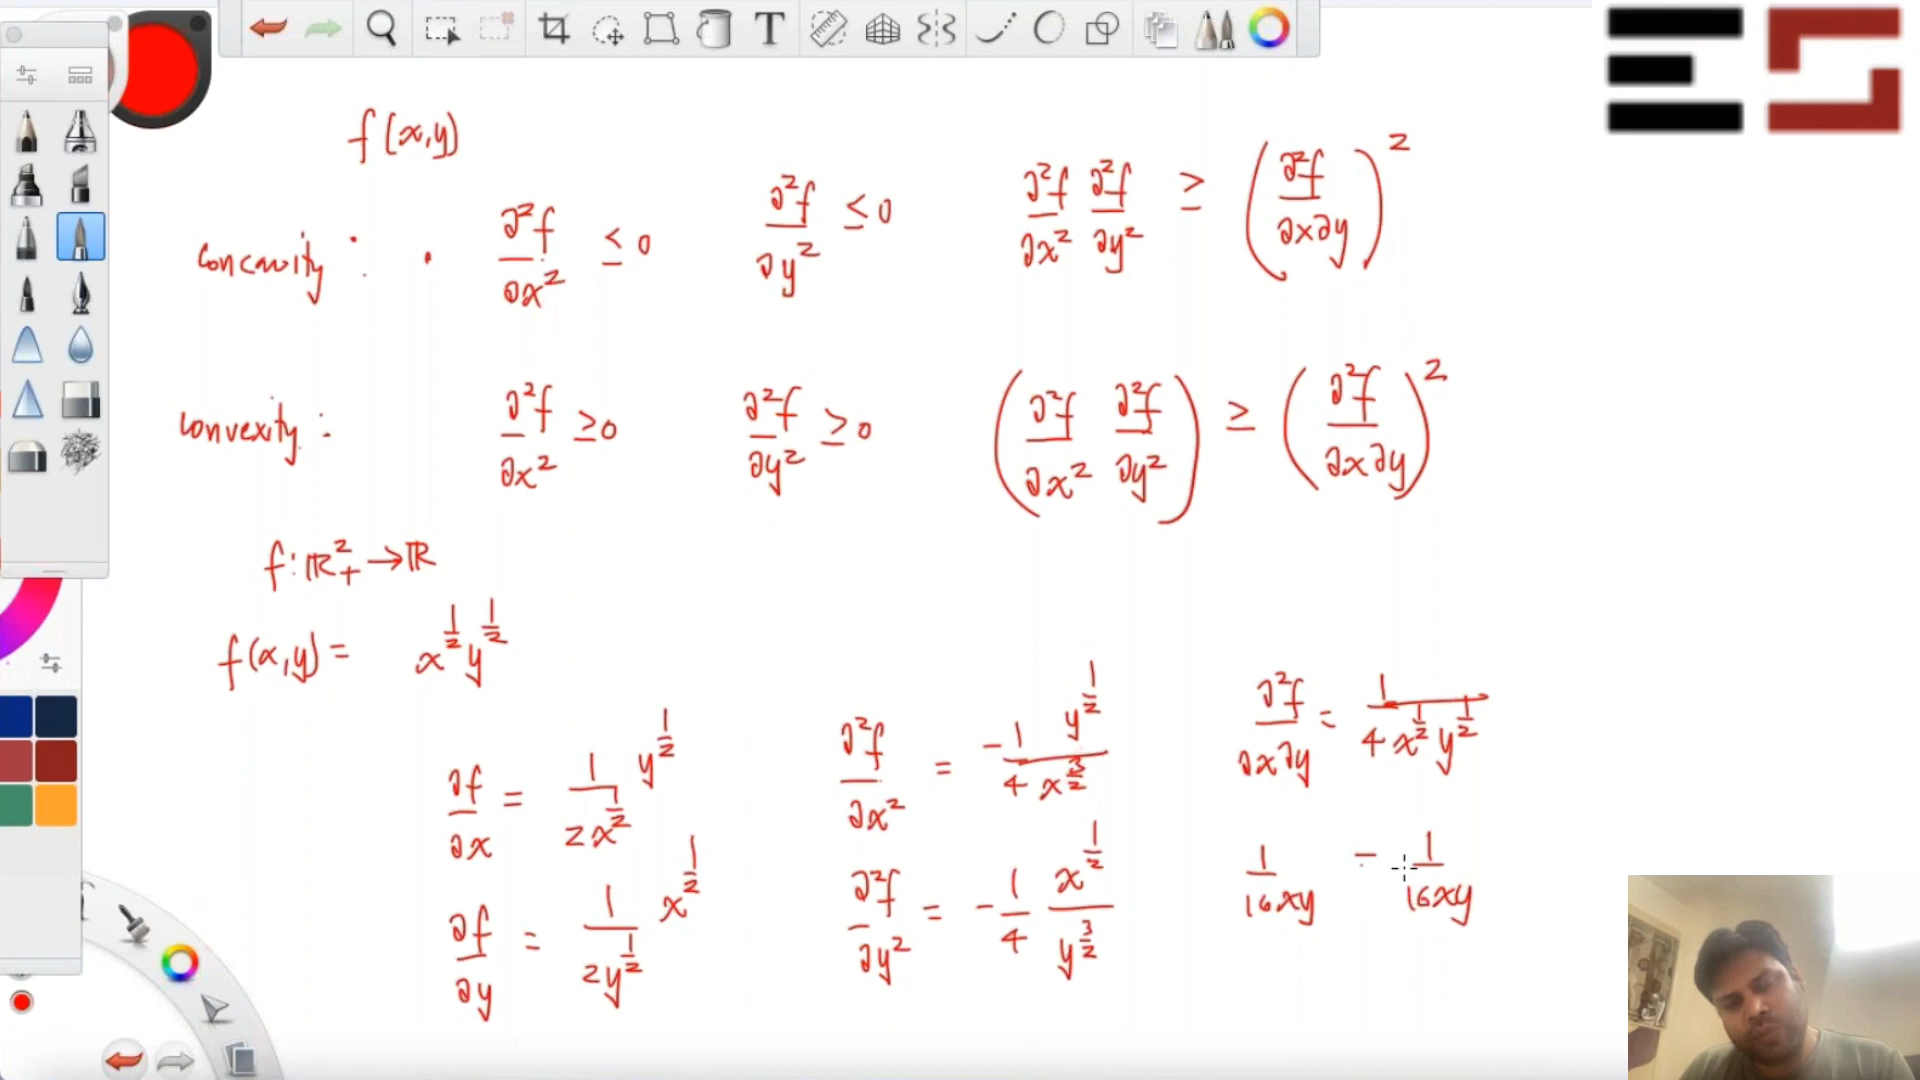 f(x,y)
concavity : ∂²f/∂x² ≤ 0 ∂²f/∂y² ≤ 0 ∂²f/∂x² ∂²f/∂y² ≥ (∂²f/∂x∂y)²
convexity : ∂²f/∂x² ≥ 0 ∂²f/∂y² ≥ 0 (∂²f/∂x² ∂²f/∂y²) ≥ (∂²f/∂x∂y)²
f : ℝ²₊ → ℝ
f(x,y) = x^{1/2} y^{1/2}
∂f/∂x = 1/(2x^{1/2}) y^{1/2} ∂²f/∂x² = -1/4 y^{1/2}/x^{3/2} ∂²f/∂x∂y = 1/(4x^{1/2}y^{1/2})
∂f/∂y = 1/(2y^{1/2}) x^{1/2} ∂²f/∂y² = -1/4 x^{1/2}/y^{3/2} 1/(16xy) = 1/(16xy)
T
ES